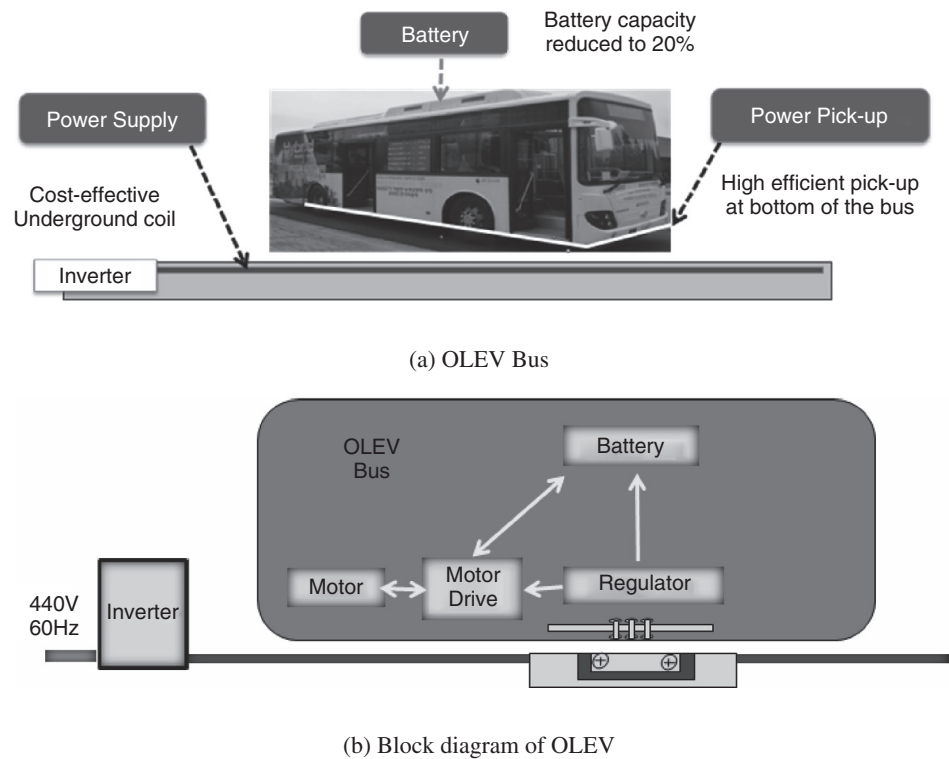 Battery
Battery capacity
reduced to 20%
Power Supply
Power Pick-up
Cost-effective
Underground coil
High efficient pick-up
at bottom of the bus
Inverter
(a) OLEV Bus
OLEV
Bus
Battery
Motor
Motor
Drive
Regulator
440V
60Hz
Inverter
(b) Block diagram of OLEV